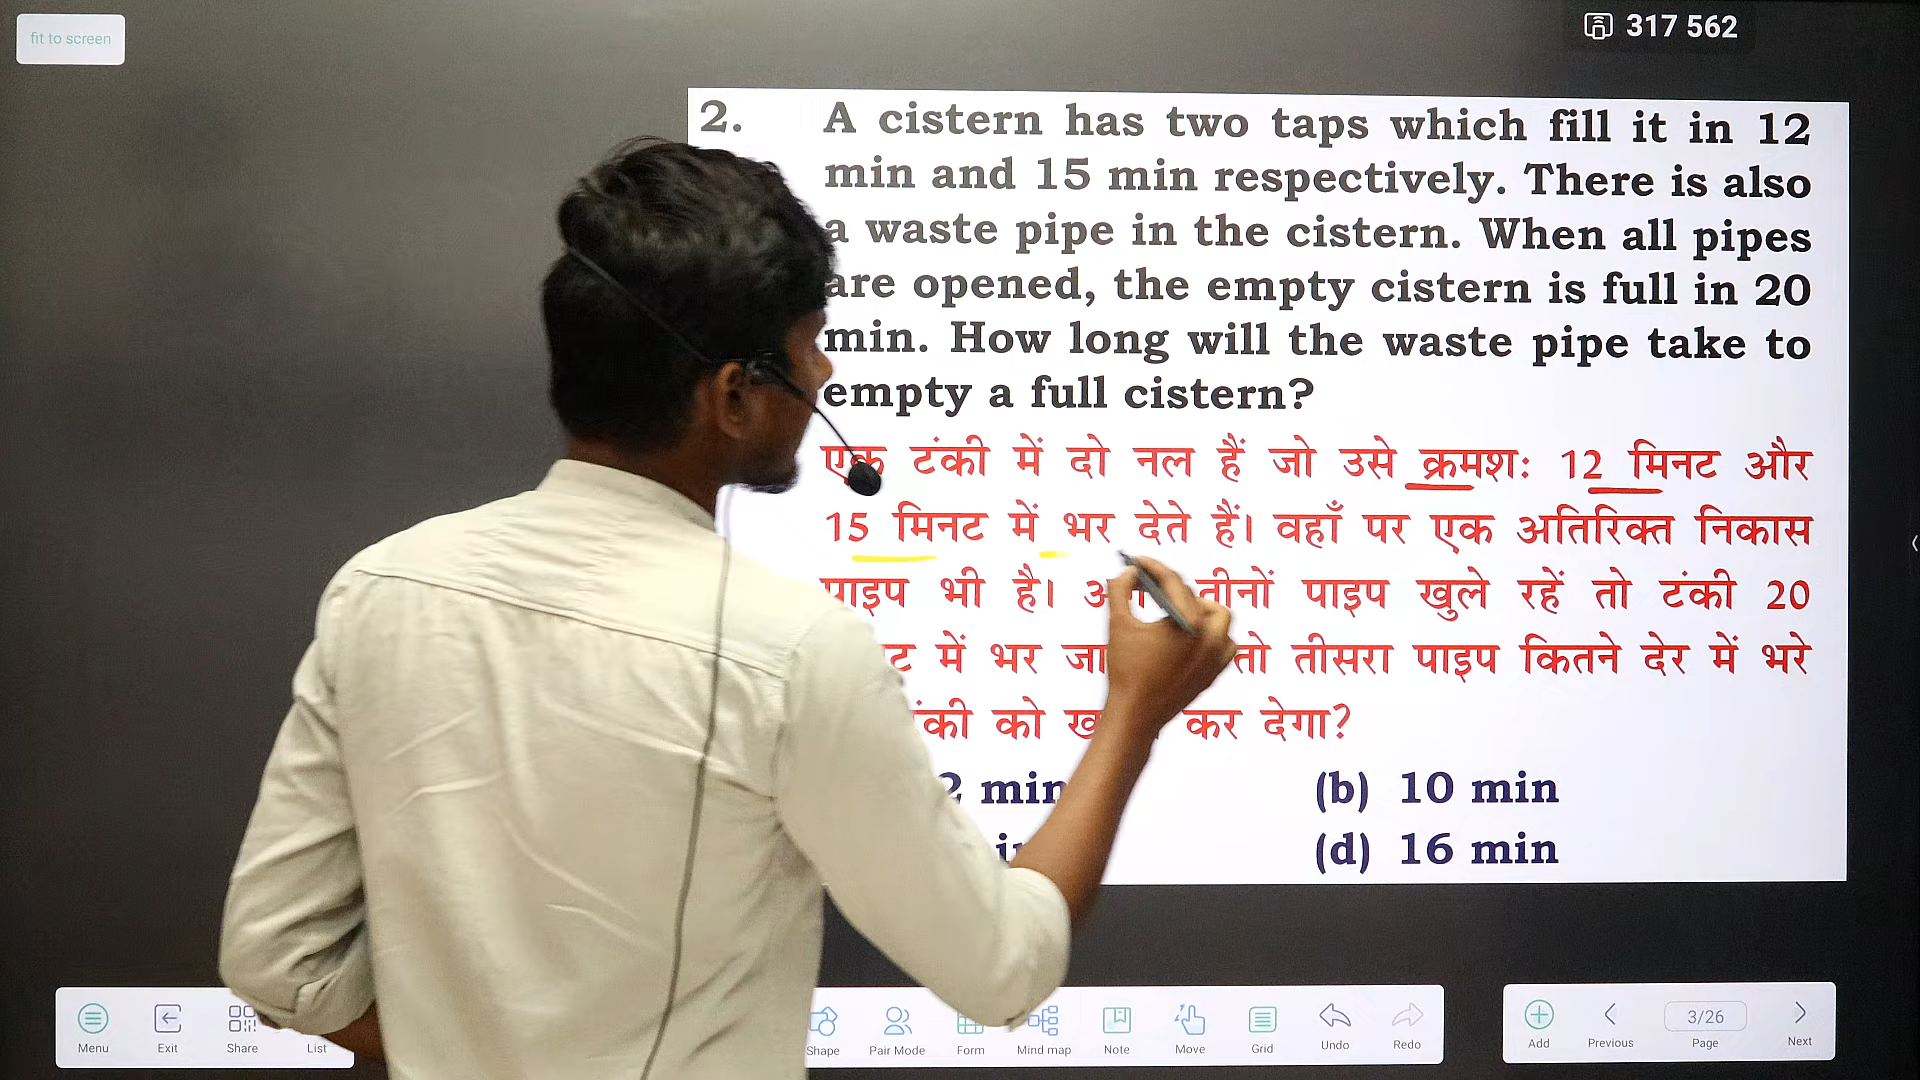 fit to screen
317 562
2. A cistern has two taps which fill it in 12
min and 15 min respectively. There is also
a waste pipe in the cistern. When all pipes
are opened, the empty cistern is full in 20
min. How long will the waste pipe take to
empty a full cistern?
एक टंकी में दो नल हैं जो उसे क्रमशः 12 मिनट और
15 मिनट में भर देते हैं। वहाँ पर एक अतिरिक्त निकास
पाइप भी है। तीनों पाइप खुले रहें तो टंकी 20
में भर तो तीसरा पाइप कितने देर में भरे
को कर देगा?
min (b) 10 min
(d) 16 min
Menu Exit Share List Shape Pair Mode Form Mind map Note Move Grid Undo Redo Add Previous 3/26 Page Next